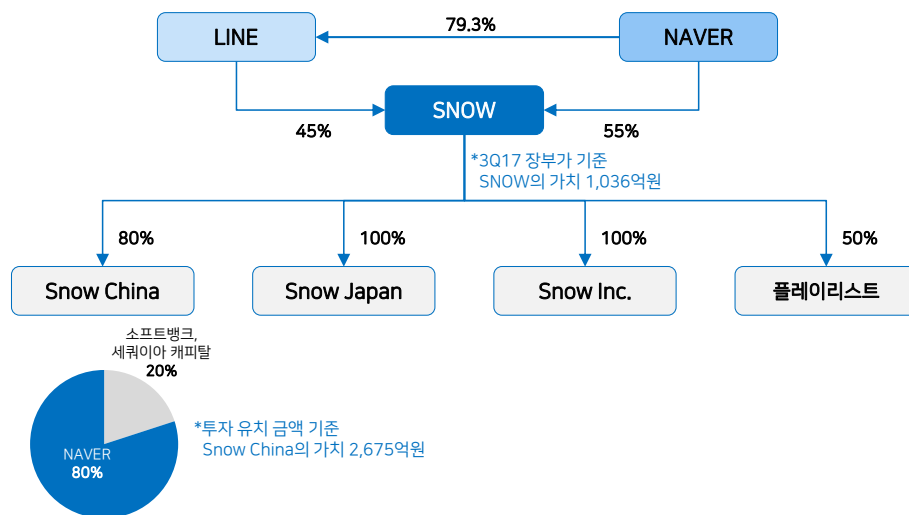 79.3%
LINE
NAVER
SNOW
45%
55%
*3Q17 장부가 기준
SNOW의 가치 1,036억원
80%
100%
100%
50%
Snow China
Snow Japan
Snow Inc.
플레이리스트
소프트뱅크,
세쿼이아 캐피탈
20%
*투자 유치 금액 기준
Snow China의 가치 2,675억원
NAVER
80%